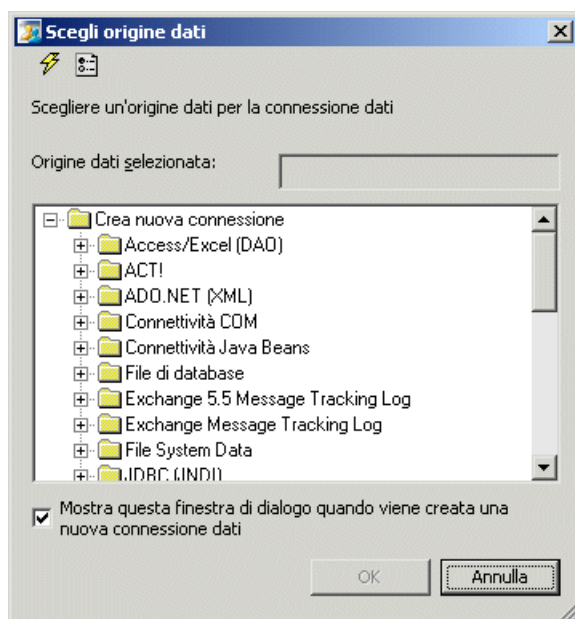 Scegli origine dati
Scegliere un'origine dati per la connessione dati
Origine dati selezionata:
Crea nuova connessione
Access/Excel (DAO)
ACT!
ADO.NET (XML)
Connettività COM
Connettività Java Beans
File di database
Exchange 5.5 Message Tracking Log
Exchange Message Tracking Log
File System Data
JDBC (JNDI)
Mostra questa finestra di dialogo quando viene creata una
nuova connessione dati
OK
Annulla